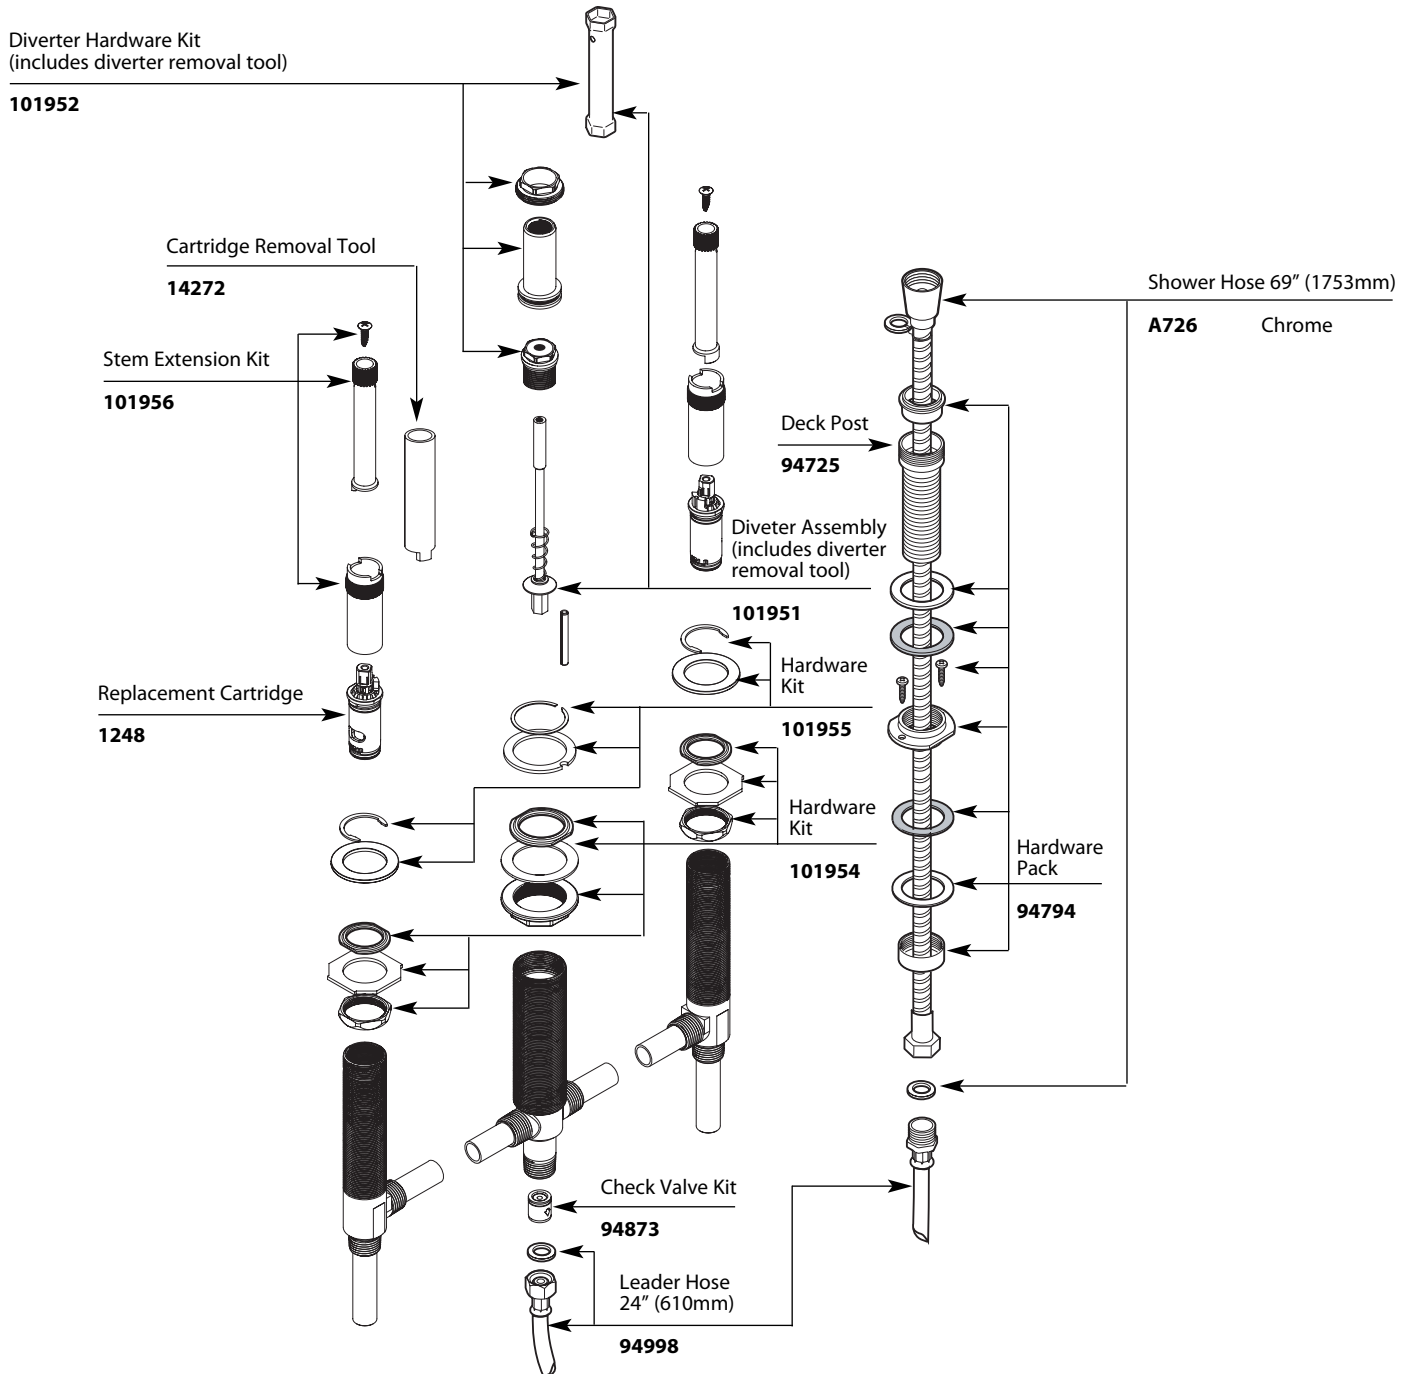 Diverter Hardware Kit
(includes diverter removal tool)
101952
Cartridge Removal Tool
14272
Stem Extension Kit
101956
Shower Hose 69” (1753mm)
A726 Chrome
Deck Post
94725
Diveter Assembly
(includes diverter
removal tool)
101951
Hardware
Kit
101955
Replacement Cartridge
1248
Hardware
Kit
101954
Hardware
Pack
94794
Check Valve Kit
94873
Leader Hose
24” (610mm)
94998